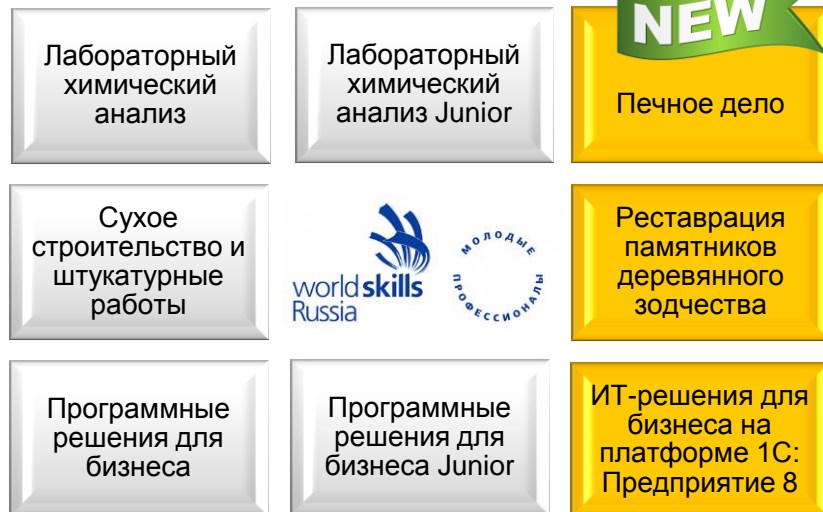 Лабораторный
химический
анализ
Лабораторный
химический
анализ Junior
NEW
Печное дело
Сухое
строительство и
штукатурные
работы
world skills
Russia
МОЛОДЫЕ
ПРОФЕССИОНАЛЫ
Реставрация
памятников
деревянного
зодчества
Программные
решения для
бизнеса
Программные
решения для
бизнеса Junior
ИТ-решения для
бизнеса на
платформе 1С:
Предприятие 8